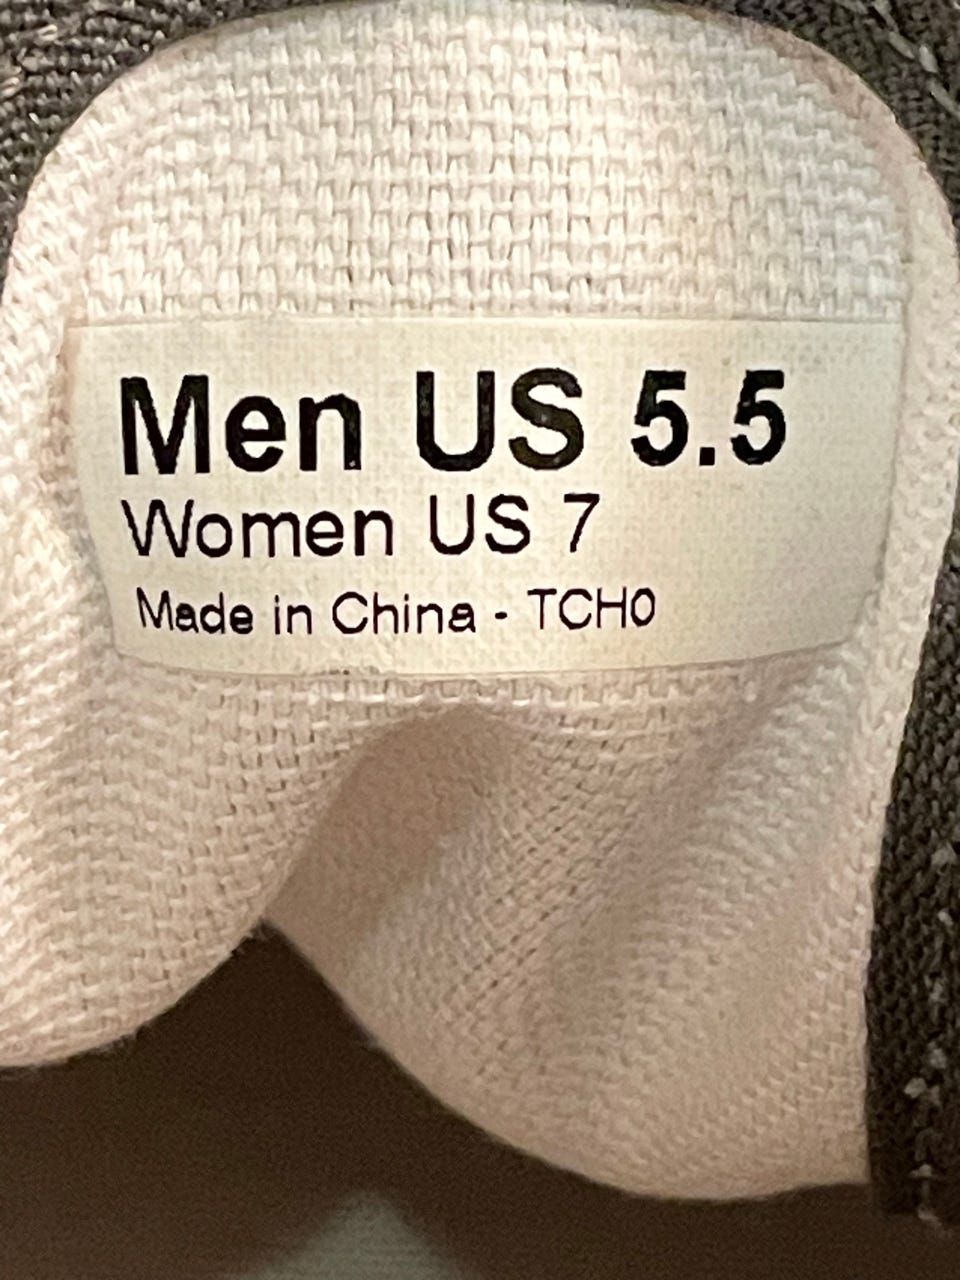 Men US 5.5
Women US 7
Made in China - TCH0